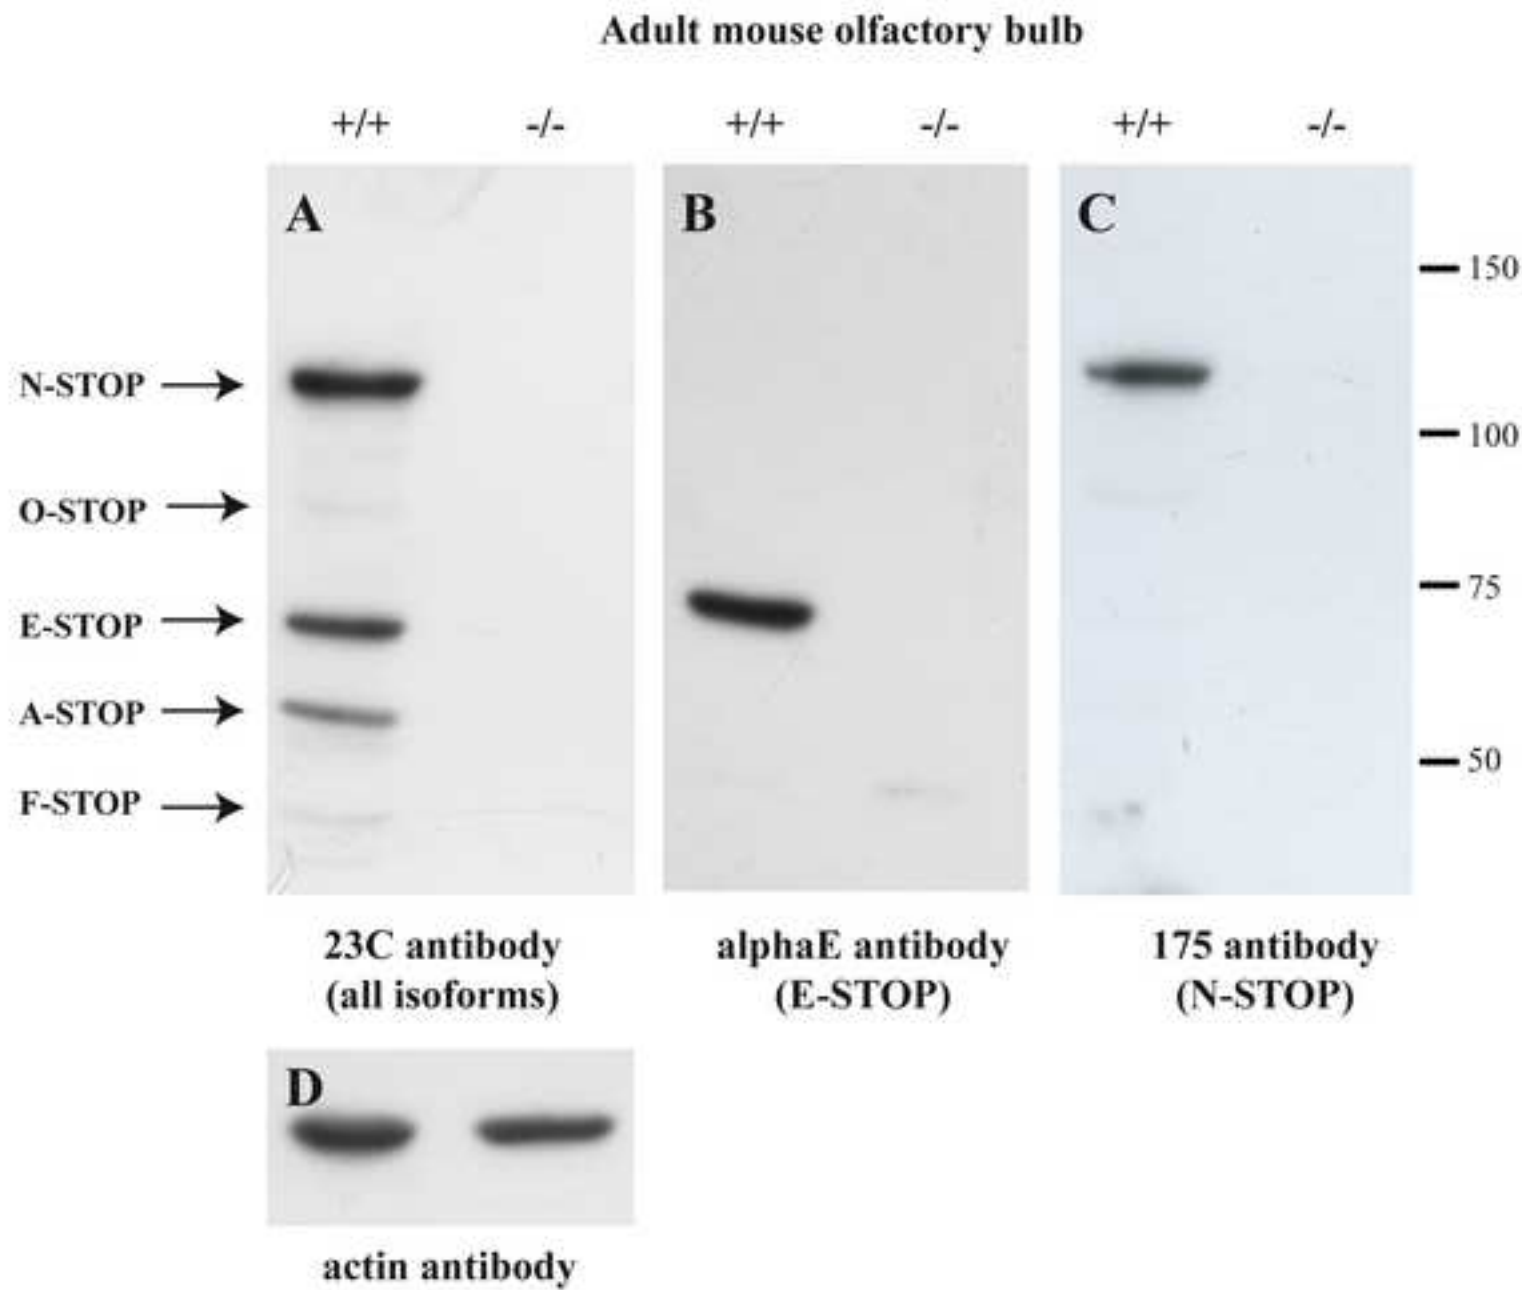 Adult mouse olfactory bulb
+/+ -/- +/+ -/- +/+ -/-
A B C
150
N-STOP
100
O-STOP
75
E-STOP
A-STOP
50
F-STOP
23C antibody alphaE antibody 175 antibody
(all isoforms) (E-STOP) (N-STOP)
D
actin antibody